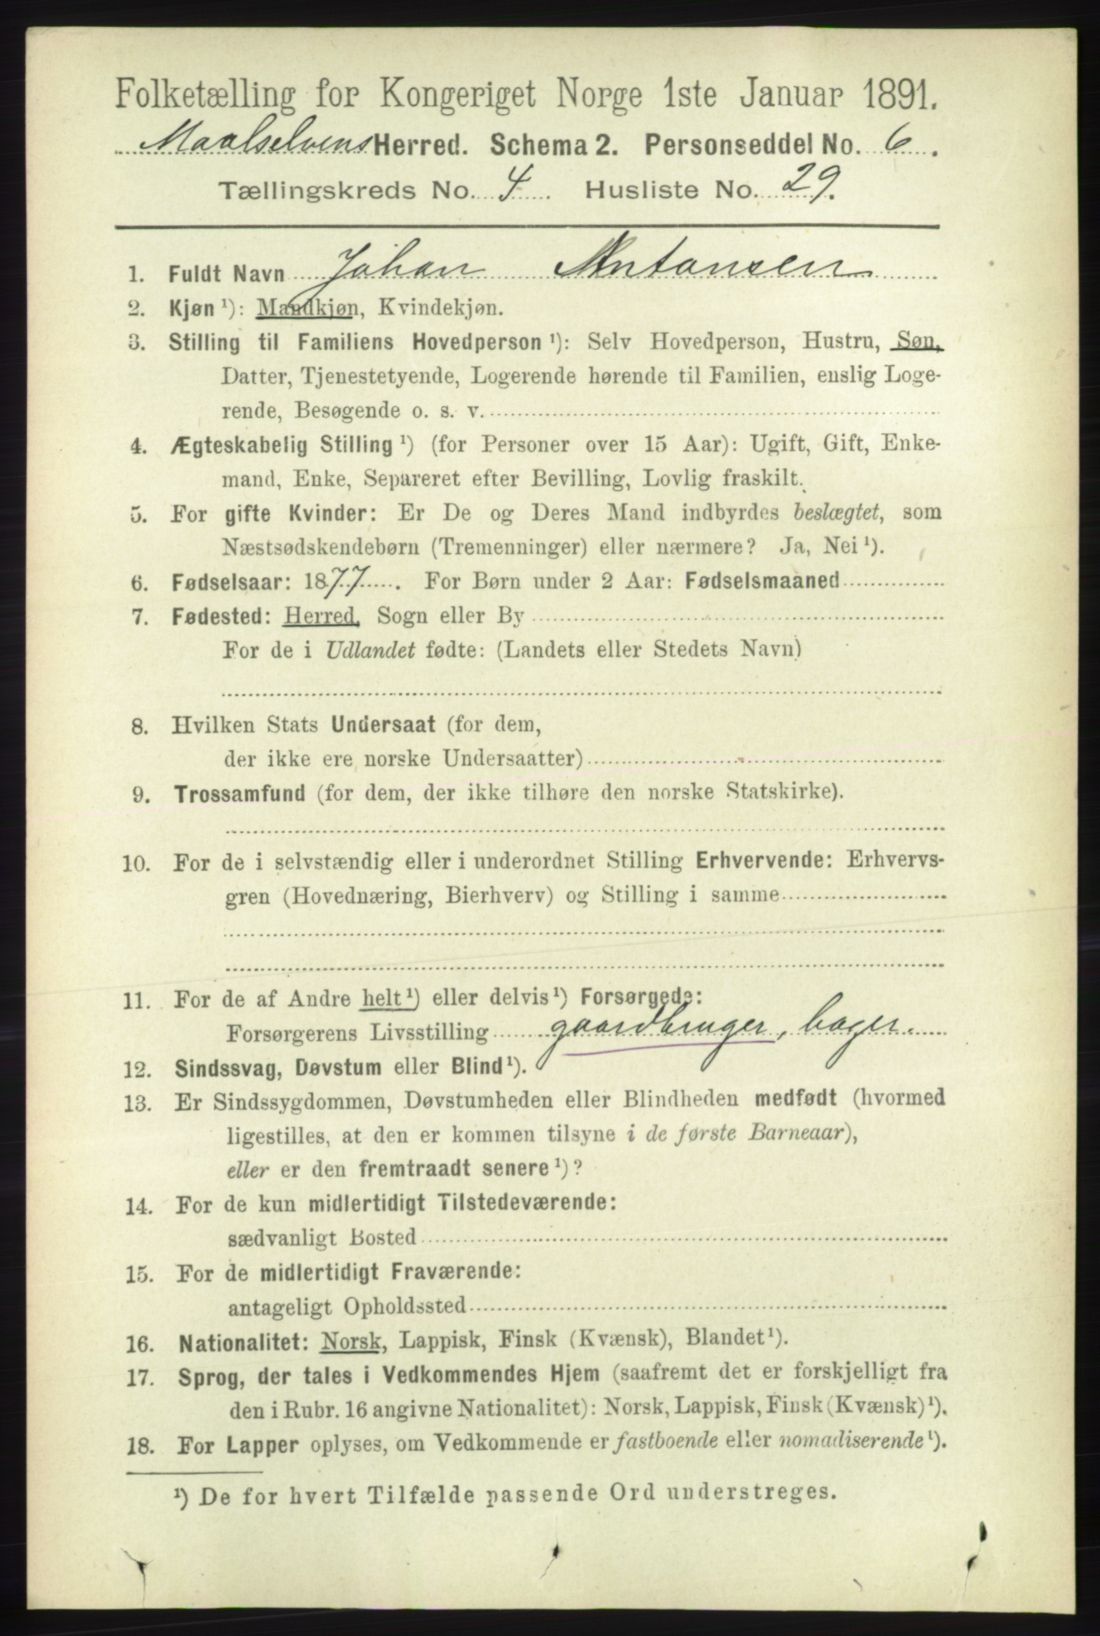 Folketælling for Kongeriget Norge 1ste Januar 1891.
Maalselvens Herred. Schema 2. Personseddel No. 6.
Tællingskreds No. 4. Husliste No. 29.
1. Fuldt Navn Johan Antonsen
2. Kjøn ¹): Mandkjøn, Kvindekjøn.
3. Stilling til Familiens Hovedperson ¹): Selv Hovedperson, Hustru, Søn,
Datter, Tjenestetyende, Logerende hørende til Familien, enslig Loge-
rende, Besøgende o. s. v.
4. Ægteskabelig Stilling ¹) (for Personer over 15 Aar): Ugift, Gift, Enke-
mand, Enke, Separeret efter Bevilling, Lovlig fraskilt.
5. For gifte Kvinder: Er De og Deres Mand indbyrdes beslægtet, som
Næstsødskendebørn (Tremenninger) eller nærmere? Ja, Nei ¹).
6. Fødselsaar: 1877. For Børn under 2 Aar: Fødselsmaaned
7. Fødested: Herred, Sogn eller By
For de i Udlandet fødte: (Landets eller Stedets Navn)
8. Hvilken Stats Undersaat (for dem,
der ikke ere norske Undersaatter)
9. Trossamfund (for dem, der ikke tilhøre den norske Statskirke).
10. For de i selvstændig eller i underordnet Stilling Erhvervende: Erhvervs-
gren (Hovednæring, Bierhverv) og Stilling i samme
11. For de af Andre helt ¹) eller delvis ¹) Forsørgede:
Forsørgerens Livsstilling gaardbruger, bager.
12. Sindssvag, Døvstum eller Blind ¹).
13. Er Sindssygdommen, Døvstumheden eller Blindheden medfødt (hvormed
ligestilles, at den er kommen tilsyne i de første Barneaar),
eller er den fremtraadt senere ¹)?
14. For de kun midlertidigt Tilstedeværende:
sædvanligt Bosted
15. For de midlertidigt Fraværende:
antageligt Opholdssted
16. Nationalitet: Norsk, Lappisk, Finsk (Kvænsk), Blandet ¹).
17. Sprog, der tales i Vedkommendes Hjem (saafremt det er forskjelligt fra
den i Rubr. 16 angivne Nationalitet): Norsk, Lappisk, Finsk (Kvænsk) ¹).
18. For Lapper oplyses, om Vedkommende er fastboende eller nomadiserende ¹).
¹) De for hvert Tilfælde passende Ord understreges.